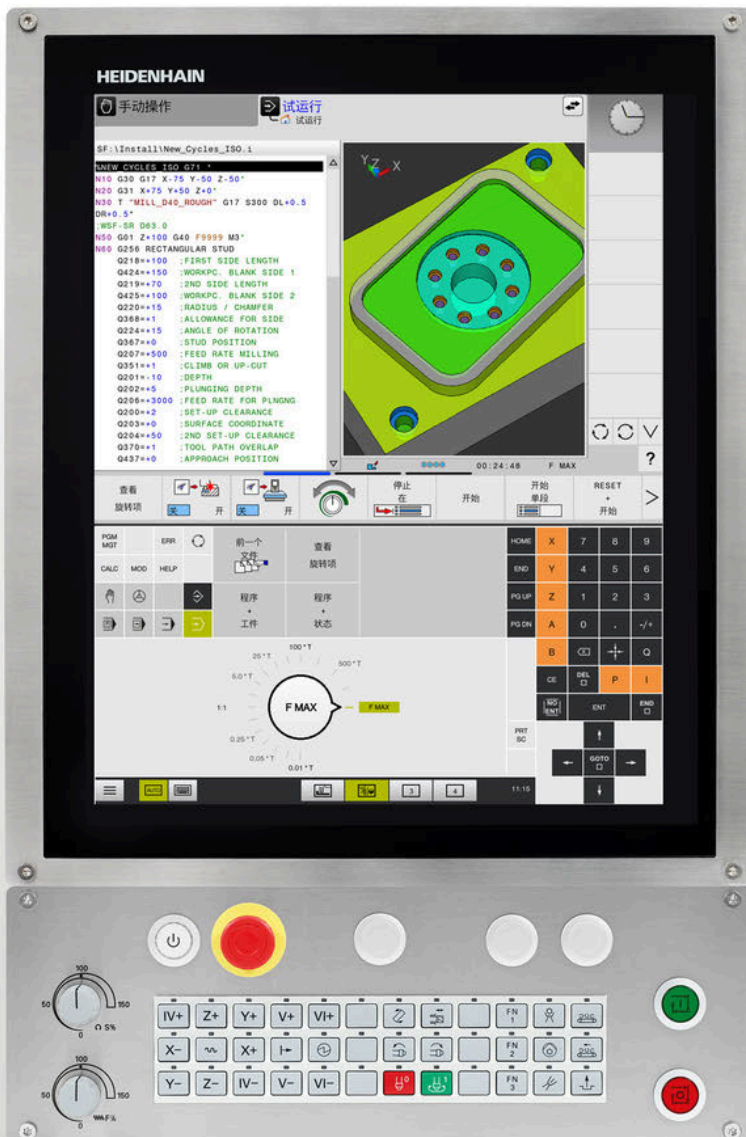 HEIDENHAIN
手动操作
试运行
试运行
SF:\Install\New_Cycles_ISO.i
%NEW_CYCLES_ISO G71 *
N10 G30 G17 X-75 Y-50 Z-50*
N20 G31 X+75 Y+50 Z+0*
N30 T "MILL_D40_ROUGH" G17 S300 DL+0.5
DR+0.5*
;WSF-SR D63.0
N50 G01 Z+100 G40 F9999 M3*
N60 G256 RECTANGULAR STUD
Q218=+100 ;FIRST SIDE LENGTH
Q424=+150 ;WORKPC. BLANK SIDE 1
Q219=+70 ;2ND SIDE LENGTH
Q425=+100 ;WORKPC. BLANK SIDE 2
Q220=+15 ;RADIUS / CHAMFER
Q368=+1 ;ALLOWANCE FOR SIDE
Q224=+15 ;ANGLE OF ROTATION
Q367=+0 ;STUD POSITION
Q207=+500 ;FEED RATE MILLING
Q351=+1 ;CLIMB OR UP-CUT
Q201=-10 ;DEPTH
Q202=+5 ;PLUNGING DEPTH
Q206=+3000 ;FEED RATE FOR PLNGNG
Q200=+2 ;SET-UP CLEARANCE
Q203=+0 ;SURFACE COORDINATE
Q204=+50 ;2ND SET-UP CLEARANCE
Q370=+1 ;TOOL PATH OVERLAP
Q437=+0 ;APPROACH POSITION
Y Z X
00:24:46 F MAX
?
查看
旋转项
关 开
关 开
停止
在
开始
开始
单段
RESET
+
开始
PGM
MGT
ERR
CALC MOD HELP
前一个
文件
查看
旋转项
程序
+
工件
程序
+
状态
HOME X 7 8 9
END Y 4 5 6
PG UP Z 1 2 3
PG DN A 0 . -/+
B Q
CE DEL P I
NO
ENT
ENT
END
PRT
SC
GOTO
100 *T
25 *T 500 *T
5.0 *T
1:1 F MAX F MAX
0.25 *T
0.05 *T
0.01 *T
AUTO 3 4 11:15
100
50 150
0 S%
IV+ Z+ Y+ V+ VI+ FN
1
X- X+ FN
2
Y- Z- IV- V- VI- 0 1 FN
3
100
50 150
0 F%